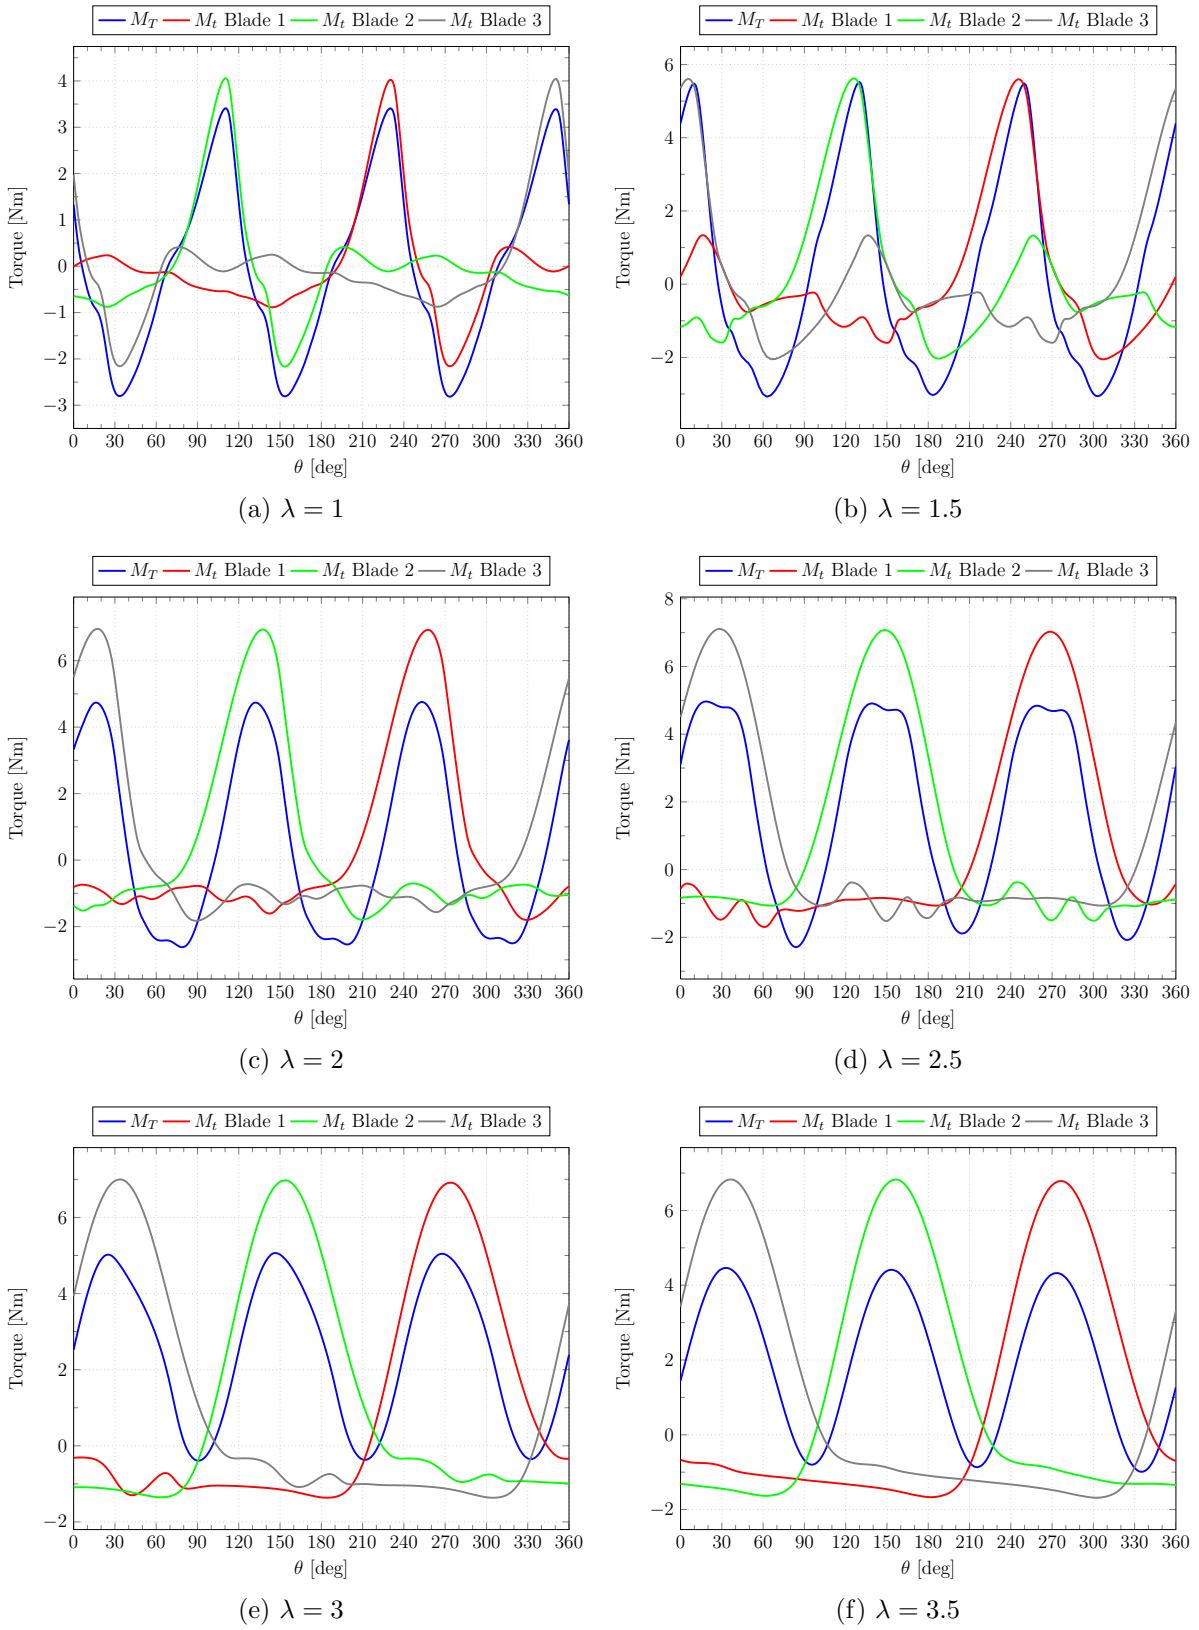 M_T M_t Blade 1 M_t Blade 2 M_t Blade 3
4
3
2
1
0
−1
−2
−3
Torque [Nm]
0 30 60 90 120 150 180 210 240 270 300 330 360
θ [deg]
(a) λ = 1
M_T M_t Blade 1 M_t Blade 2 M_t Blade 3
6
4
2
0
−2
Torque [Nm]
0 30 60 90 120 150 180 210 240 270 300 330 360
θ [deg]
(b) λ = 1.5
M_T M_t Blade 1 M_t Blade 2 M_t Blade 3
6
4
2
0
−2
Torque [Nm]
0 30 60 90 120 150 180 210 240 270 300 330 360
θ [deg]
(c) λ = 2
M_T M_t Blade 1 M_t Blade 2 M_t Blade 3
8
6
4
2
0
−2
Torque [Nm]
0 30 60 90 120 150 180 210 240 270 300 330 360
θ [deg]
(d) λ = 2.5
M_T M_t Blade 1 M_t Blade 2 M_t Blade 3
6
4
2
0
−2
Torque [Nm]
0 30 60 90 120 150 180 210 240 270 300 330 360
θ [deg]
(e) λ = 3
M_T M_t Blade 1 M_t Blade 2 M_t Blade 3
6
4
2
0
−2
Torque [Nm]
0 30 60 90 120 150 180 210 240 270 300 330 360
θ [deg]
(f) λ = 3.5